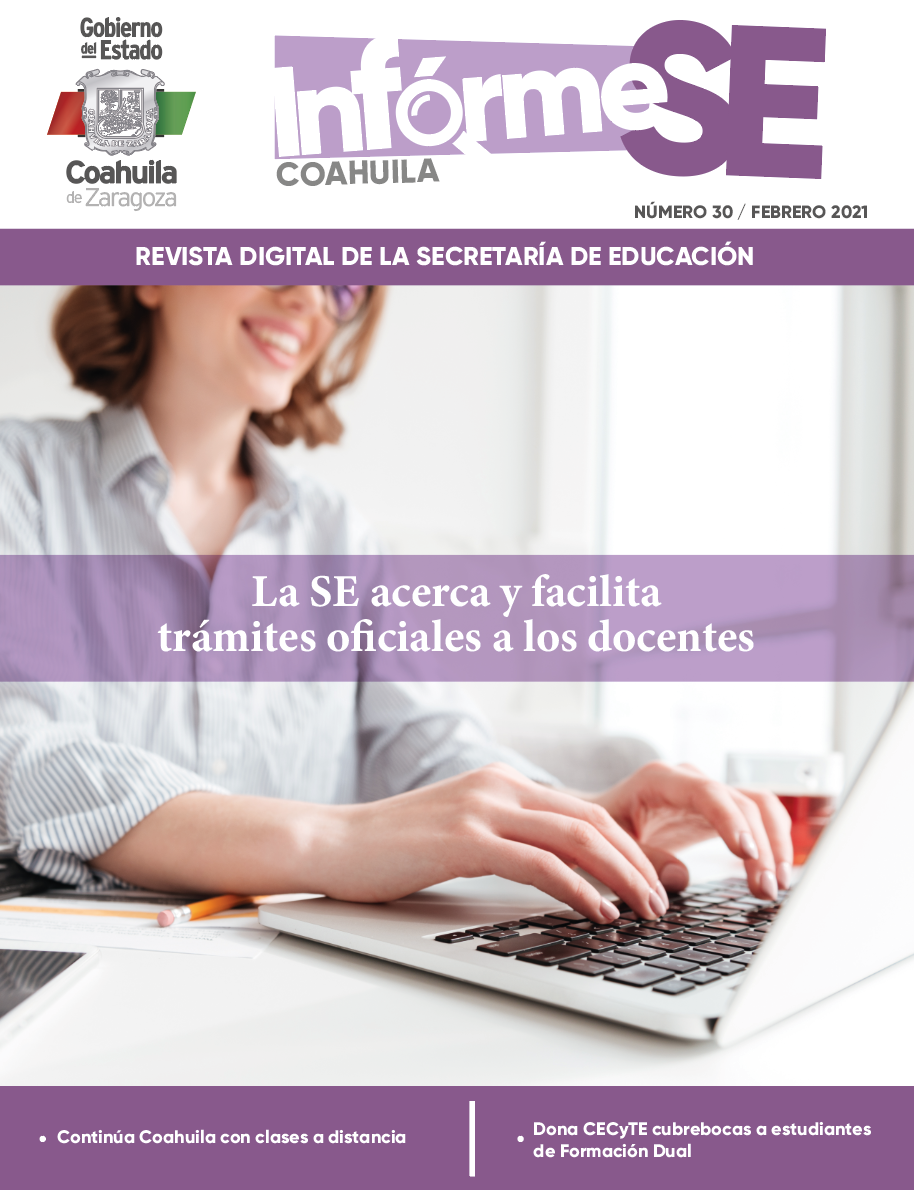 Gobierno
del Estado
Coahuila
de Zaragoza
InfórmeSE
COAHUILA
NÚMERO 30 / FEBRERO 2021
REVISTA DIGITAL DE LA SECRETARÍA DE EDUCACIÓN
La SE acerca y facilita
trámites oficiales a los docentes
• Continúa Coahuila con clases a distancia
• Dona CECyTE cubrebocas a estudiantes
de Formación Dual